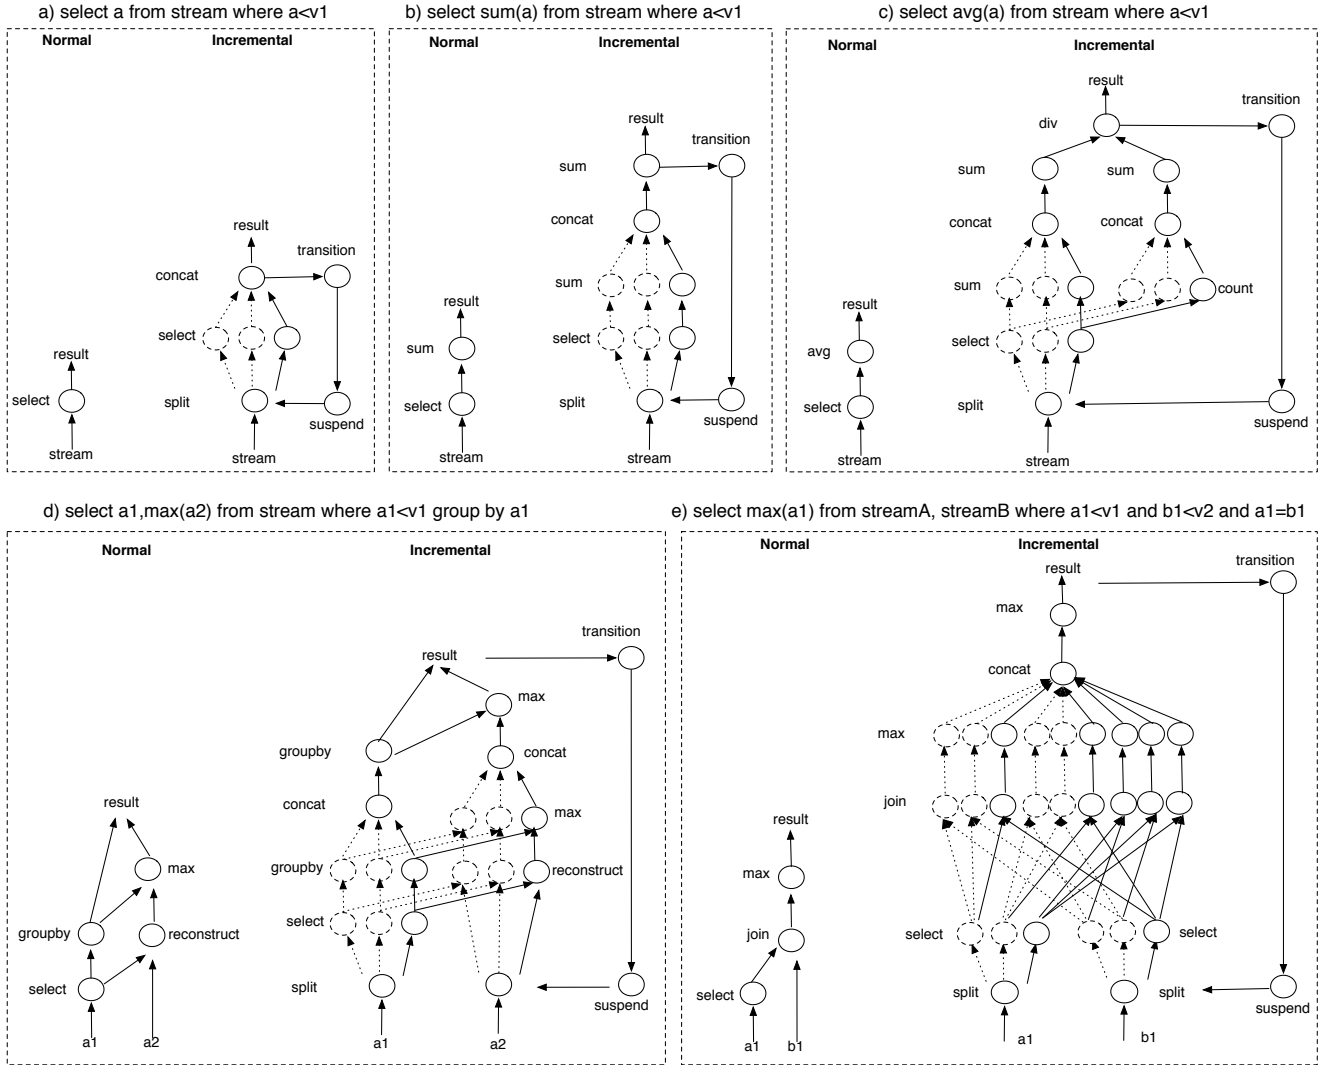 a) select a from stream where a<v1
Normal
Incremental
result
transition
concat
select
result
select
split
suspend
stream
stream
b) select sum(a) from stream where a<v1
Normal
Incremental
result
transition
sum
concat
sum
result
select
sum
select
split
suspend
stream
stream
c) select avg(a) from stream where a<v1
Normal
Incremental
result
transition
div
sum
sum
concat
concat
sum
count
result
select
avg
select
split
suspend
stream
stream
d) select a1,max(a2) from stream where a1<v1 group by a1
Normal
Incremental
transition
result
max
groupby
concat
result
concat
max
max
groupby
reconstruct
select
groupby
reconstruct
select
split
suspend
a1
a2
a1
a2
e) select max(a1) from streamA, streamB where a1<v1 and b1<v2 and a1=b1
Normal
Incremental
result
transition
max
concat
max
join
result
max
join
select
select
select
split
split
suspend
a1
b1
a1
b1